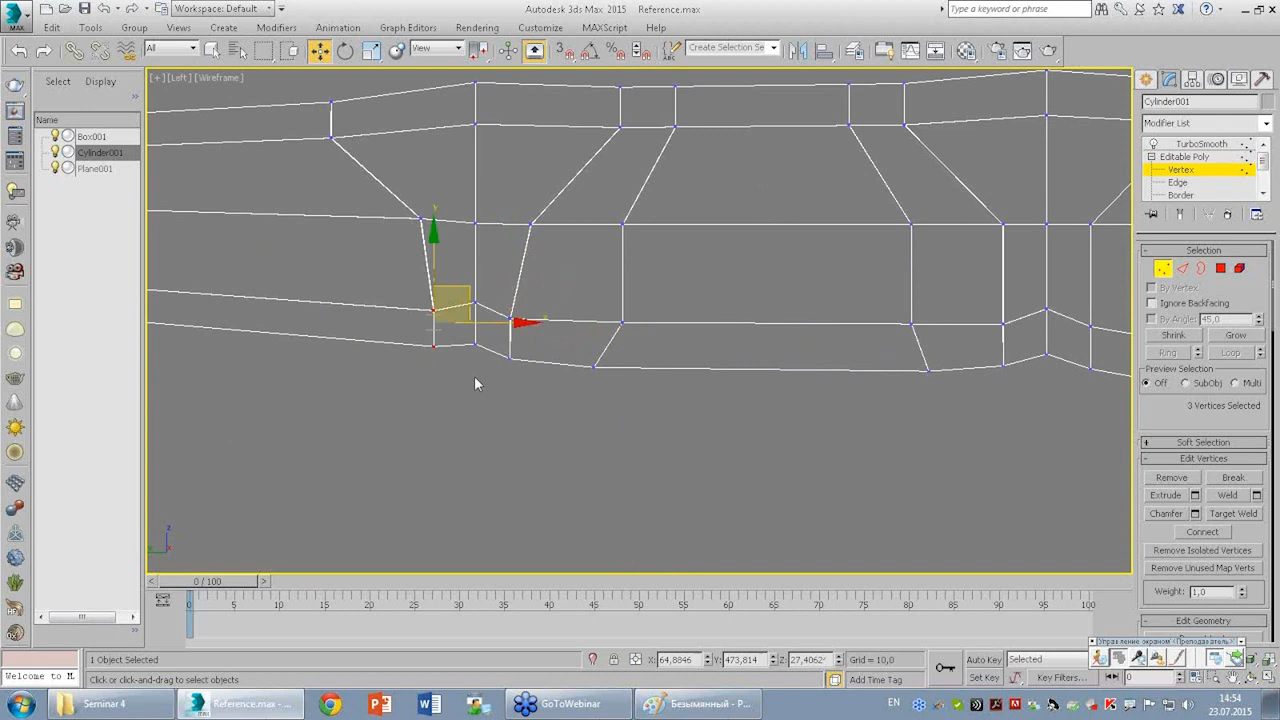 Autodesk 3ds Max 2015   Reference.max
Workspace: Default
Type a keyword or phrase
MAX
Edit Tools Group Views Create Modifiers Animation Graph Editors Rendering Customize MAXScript Help
All
View
Create Selection Se
Select Display
[+] [Left] [Wireframe]
Name
Box001
Cylinder001
Plane001
Cylinder001
Modifier List
TurboSmooth
Editable Poly
Vertex
Edge
Border
Selection
By Vertex
Ignore Backfacing
By Angle: 45,0
Shrink Grow
Ring Loop
Preview Selection
Off SubObj Multi
3 Vertices Selected
Soft Selection
Edit Vertices
Remove Break
Extrude Weld
Chamfer Target Weld
Connect
Remove Isolated Vertices
Remove Unused Map Verts
Weight: 1,0
Edit Geometry
y
x
z
0 / 100
0 5 10 15 20 25 30 35 40 45 50 55 60 65 70 75 80 85 90 95 100
Управление экраном "Преподаватель"
1 Object Selected
X: 64,8846 Y: 473,814 Z: 27,4062 Grid = 10,0
Auto Key Selected
Welcome to M
Click or click-and-drag to select objects
Add Time Tag
Set Key Key Filters... 0
Seminar 4
Reference.max - ...
GoToWebinar
Безымянный - P...
EN
14:54
23.07.2015